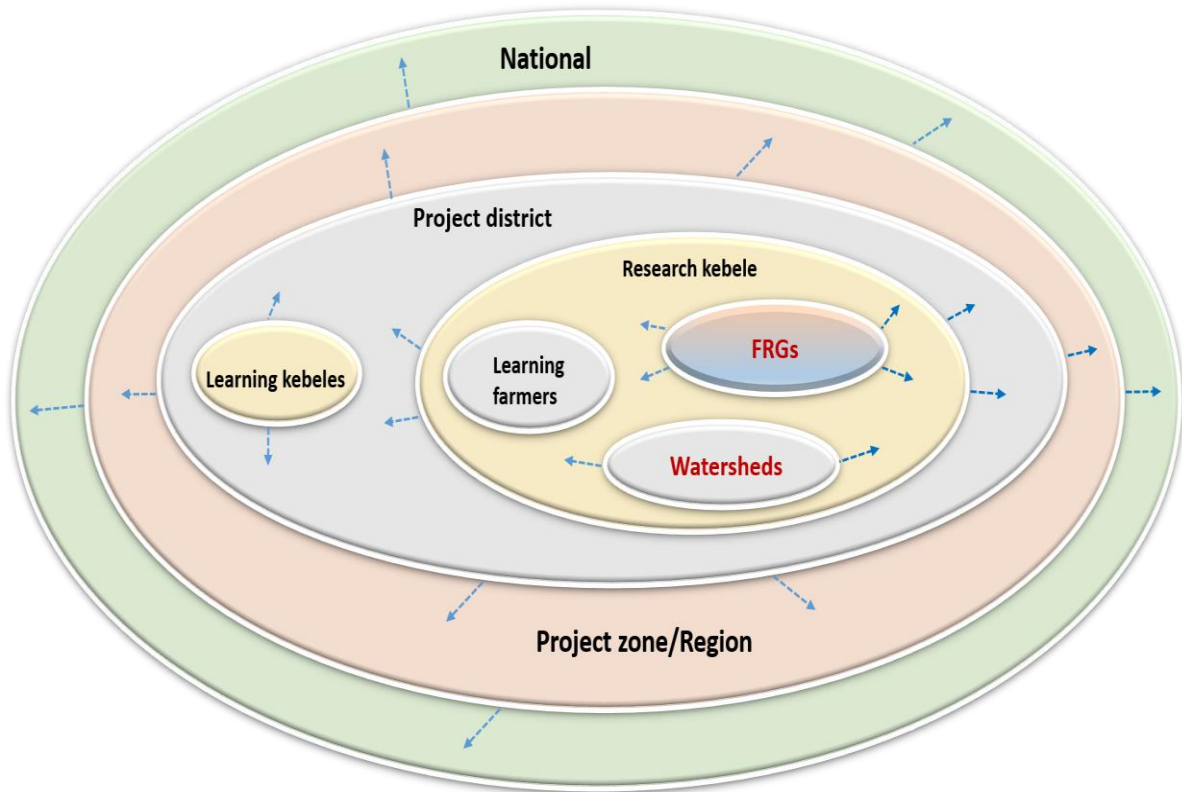 National
Project district
Research kebele
FRGs
Learning
farmers
Learning kebeles
Watersheds
Project zone/Region